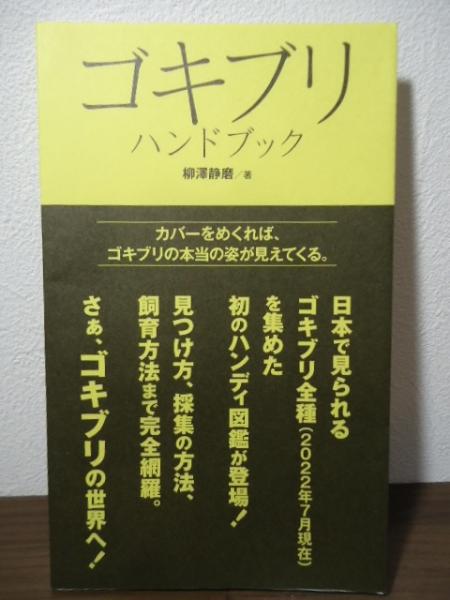 ゴキブリ
ハンドブック
柳澤静磨/著
カバーをめくれば、
ゴキブリの本当の姿が見えてくる。
日本で見られる
ゴキブリ全種(2022年7月現在)
を集めた
初のハンディ図鑑が登場!
見つけ方、採集の方法、
飼育方法まで完全網羅。
さぁ、ゴキブリの世界へ!